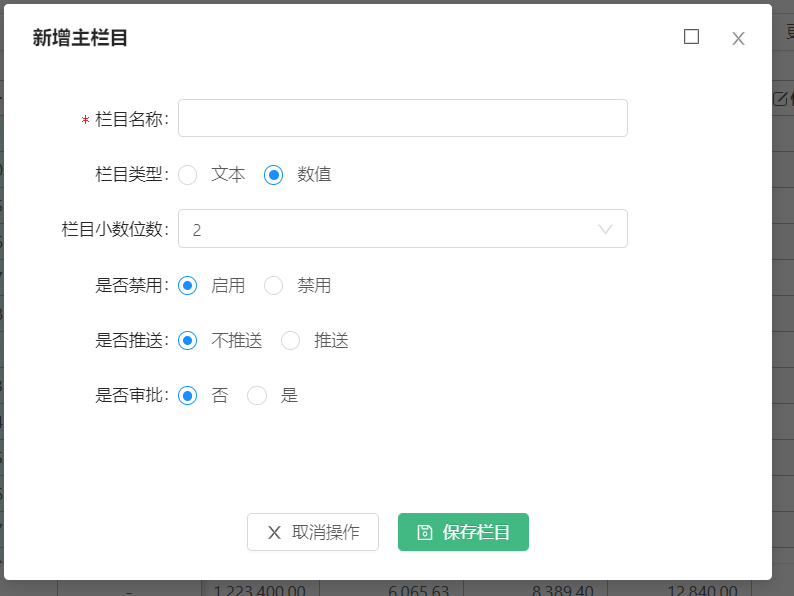 新增主栏目
* 栏目名称:
栏目类型: 文本 数值
栏目小数位数: 2
是否禁用: 启用 禁用
是否推送: 不推送 推送
是否审批: 否 是
X 取消操作 保存栏目
- 1,223,400.00 6,065.63 8,389.40 12,840.00